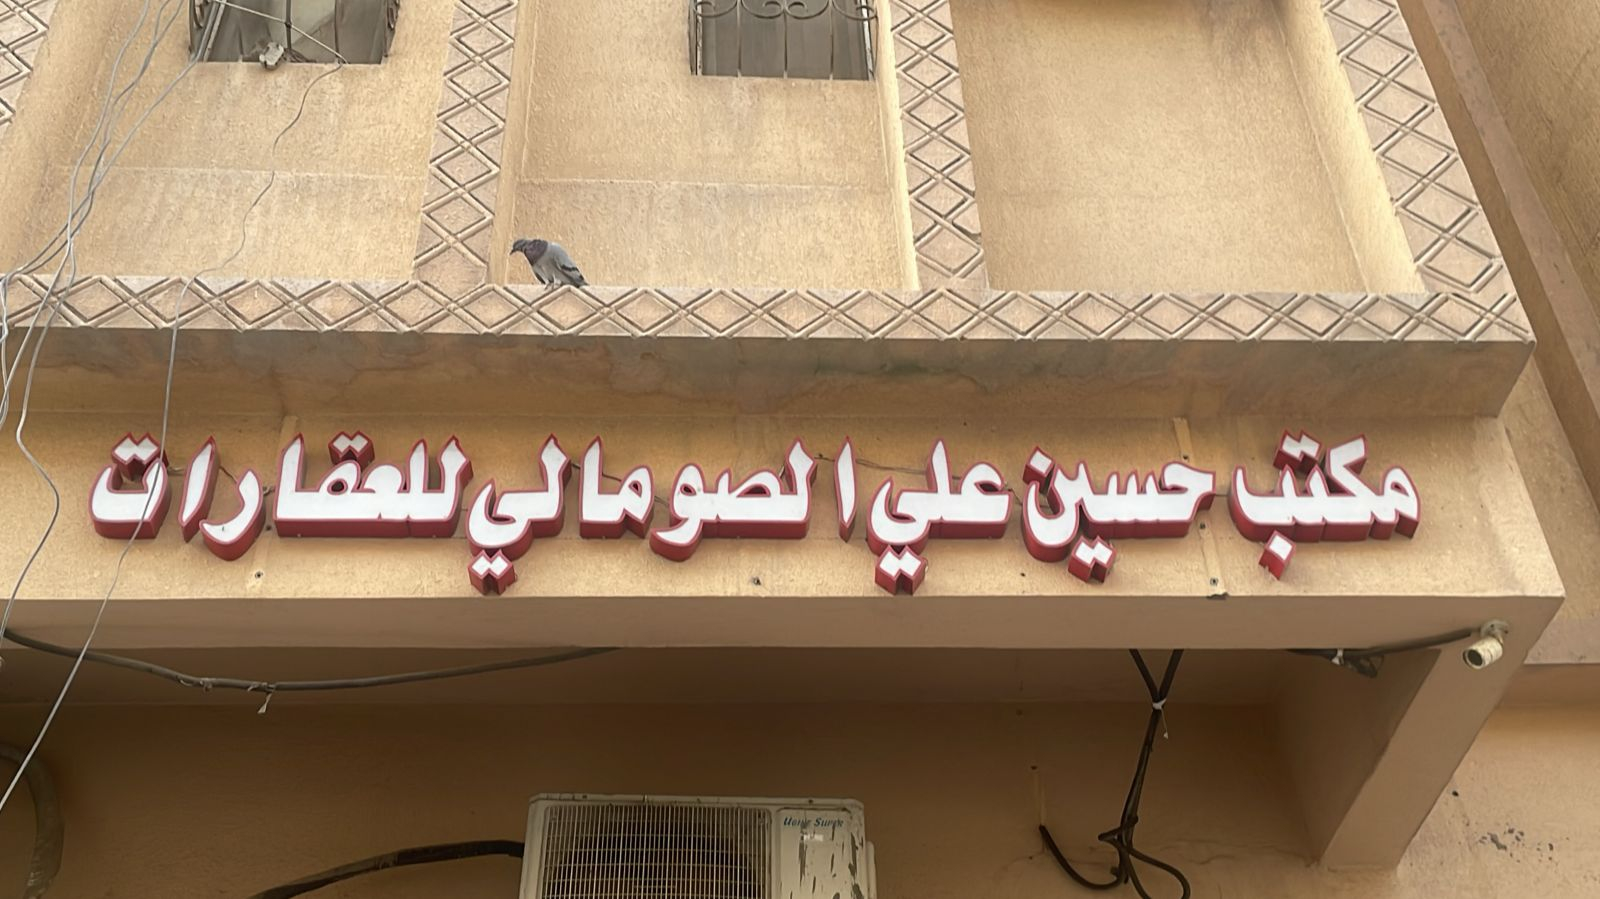 مكتب حسين علي الصومالي للعقارات